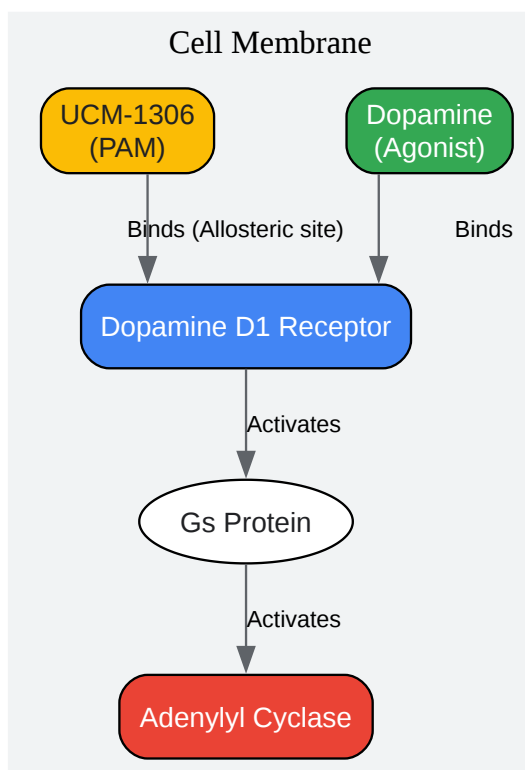 Cell Membrane
UCM-1306
(PAM)
Dopamine
(Agonist)
Binds (Allosteric site)
Binds
Dopamine D1 Receptor
Activates
Gs Protein
Activates
Adenylyl Cyclase